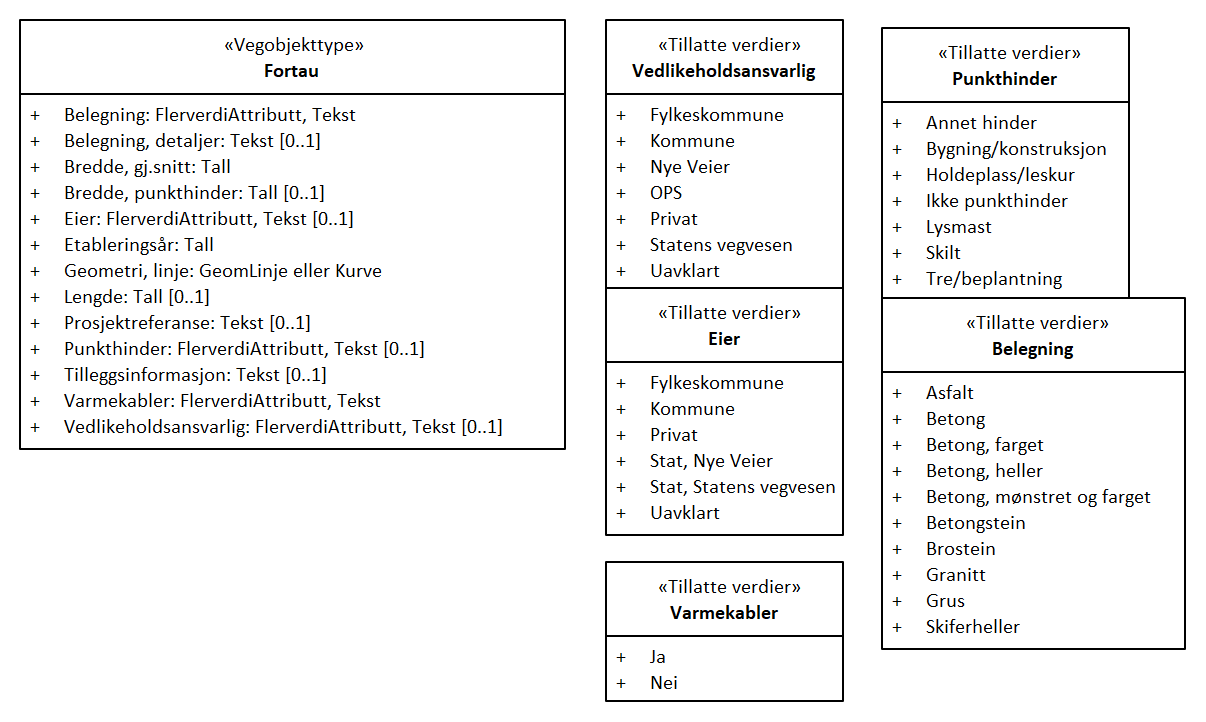 «Vegobjekttype»
Fortau
+ Belegning: FlerverdiAttributt, Tekst
+ Belegning, detaljer: Tekst [0..1]
+ Bredde, gj.snitt: Tall
+ Bredde, punkthinder: Tall [0..1]
+ Eier: FlerverdiAttributt, Tekst [0..1]
+ Etableringsår: Tall
+ Geometri, linje: GeomLinje eller Kurve
+ Lengde: Tall [0..1]
+ Prosjektreferanse: Tekst [0..1]
+ Punkthinder: FlerverdiAttributt, Tekst [0..1]
+ Tilleggsinformasjon: Tekst [0..1]
+ Varmekabler: FlerverdiAttributt, Tekst
+ Vedlikeholdsansvarlig: FlerverdiAttributt, Tekst [0..1]
«Tillatte verdier»
Vedlikeholdsansvarlig
+ Fylkeskommune
+ Kommune
+ Nye Veier
+ OPS
+ Privat
+ Statens vegvesen
+ Uavklart
«Tillatte verdier»
Eier
+ Fylkeskommune
+ Kommune
+ Privat
+ Stat, Nye Veier
+ Stat, Statens vegvesen
+ Uavklart
«Tillatte verdier»
Varmekabler
+ Ja
+ Nei
«Tillatte verdier»
Punkthinder
+ Annet hinder
+ Bygning/konstruksjon
+ Holdeplass/leskur
+ Ikke punkthinder
+ Lysmast
+ Skilt
+ Tre/beplantning
«Tillatte verdier»
Belegning
+ Asfalt
+ Betong
+ Betong, farget
+ Betong, heller
+ Betong, mønstret og farget
+ Betongstein
+ Brostein
+ Granitt
+ Grus
+ Skiferheller